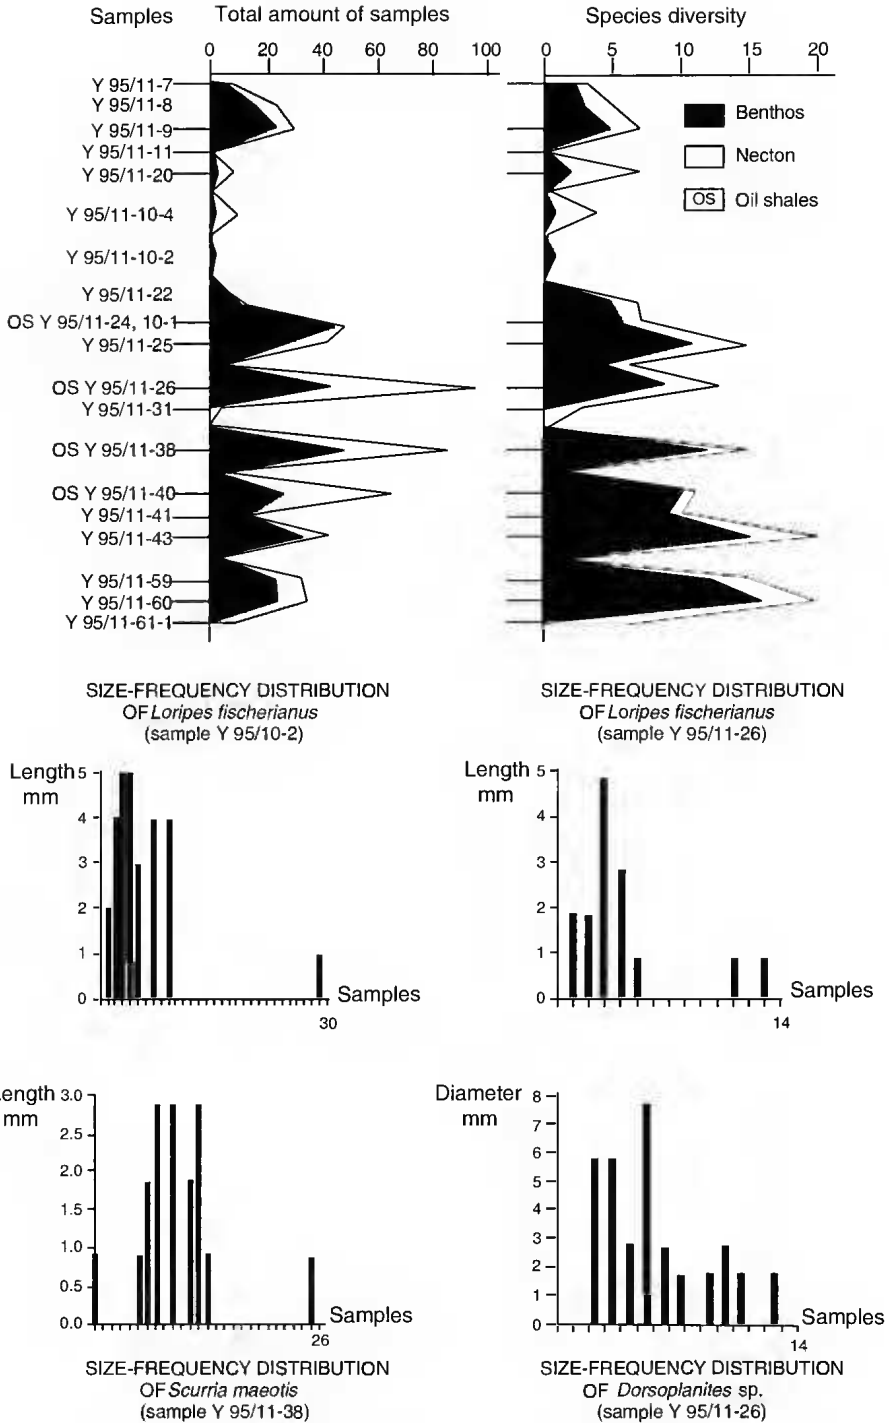 Samples Total amount of samples Species diversity
0 20 40 60 80 100
0 5 10 15 20
Y 95/11-7
Y 95/11-8
Y 95/11-9
Y 95/11-11
Y 95/11-20
Y 95/11-10-4
Y 95/11-10-2
Y 95/11-22
OS Y 95/11-24, 10-1
Y 95/11-25
OS Y 95/11-26
Y 95/11-31
OS Y 95/11-38
OS Y 95/11-40
Y 95/11-41
Y 95/11-43
Y 95/11-59
Y 95/11-60
Y 95/11-61-1
Benthos
Necton
OS Oil shales
SIZE-FREQUENCY DISTRIBUTION
OF Loripes fischerianus
(sample Y 95/10-2)
Length
mm
5
4
3
2
1
0
Samples
30
SIZE-FREQUENCY DISTRIBUTION
OF Loripes fischerianus
(sample Y 95/11-26)
Length
mm
5
4
3
2
1
0
Samples
14
ength
mm
3.0
2.5
2.0
1.5
1.0
0.5
0.0
Samples
26
SIZE-FREQUENCY DISTRIBUTION
OF Scurria maeotis
(sample Y 95/11-38)
Diameter
mm
8
7
6
5
4
3
2
1
0
Samples
14
SIZE-FREQUENCY DISTRIBUTION
OF Dorsoplanites sp.
(sample Y 95/11-26)